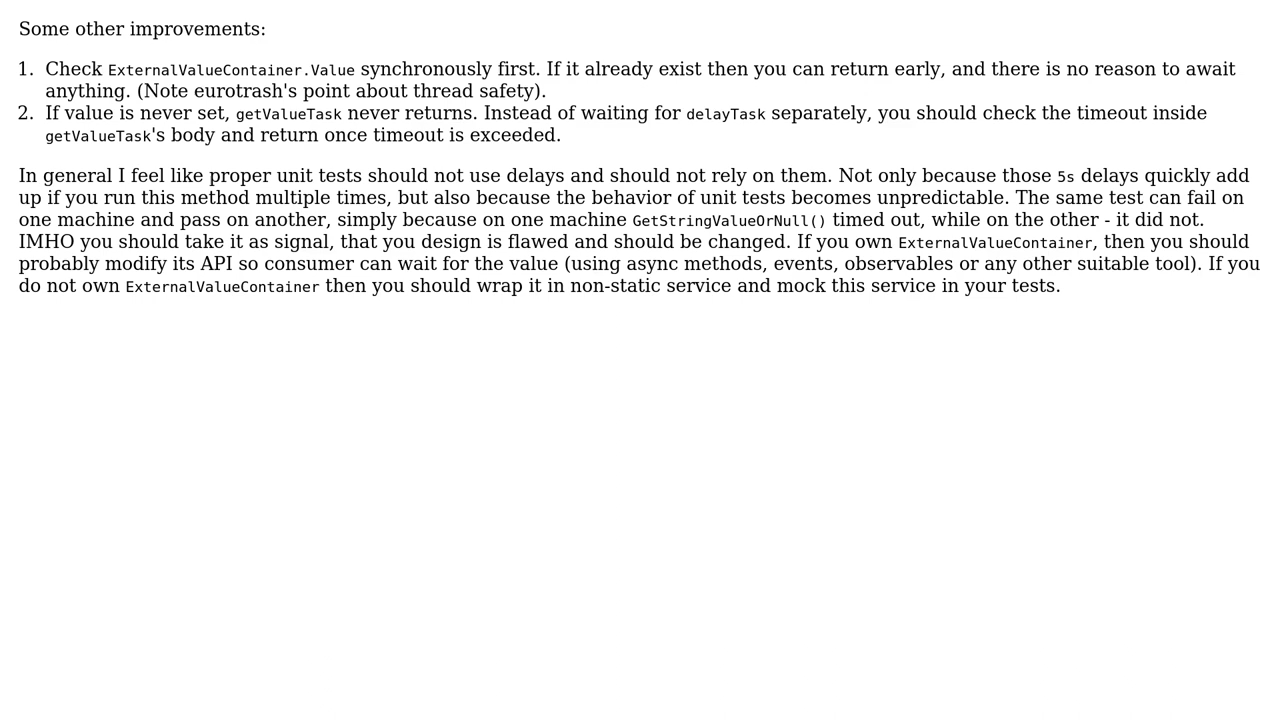 Some other improvements:
1. Check ExternalValueContainer.Value synchronously first. If it already exist then you can return early, and there is no reason to await
anything. (Note eurotrash's point about thread safety).
2. If value is never set, getValueTask never returns. Instead of waiting for delayTask separately, you should check the timeout inside
getValueTask's body and return once timeout is exceeded.
In general I feel like proper unit tests should not use delays and should not rely on them. Not only because those 5s delays quickly add
up if you run this method multiple times, but also because the behavior of unit tests becomes unpredictable. The same test can fail on
one machine and pass on another, simply because on one machine GetStringValueOrNull() timed out, while on the other - it did not.
IMHO you should take it as signal, that you design is flawed and should be changed. If you own ExternalValueContainer, then you should
probably modify its API so consumer can wait for the value (using async methods, events, observables or any other suitable tool). If you
do not own ExternalValueContainer then you should wrap it in non-static service and mock this service in your tests.